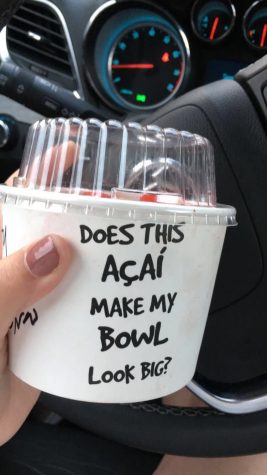 DOES THIS
AÇAÍ
MAKE MY
BOWL
LOOK BIG?